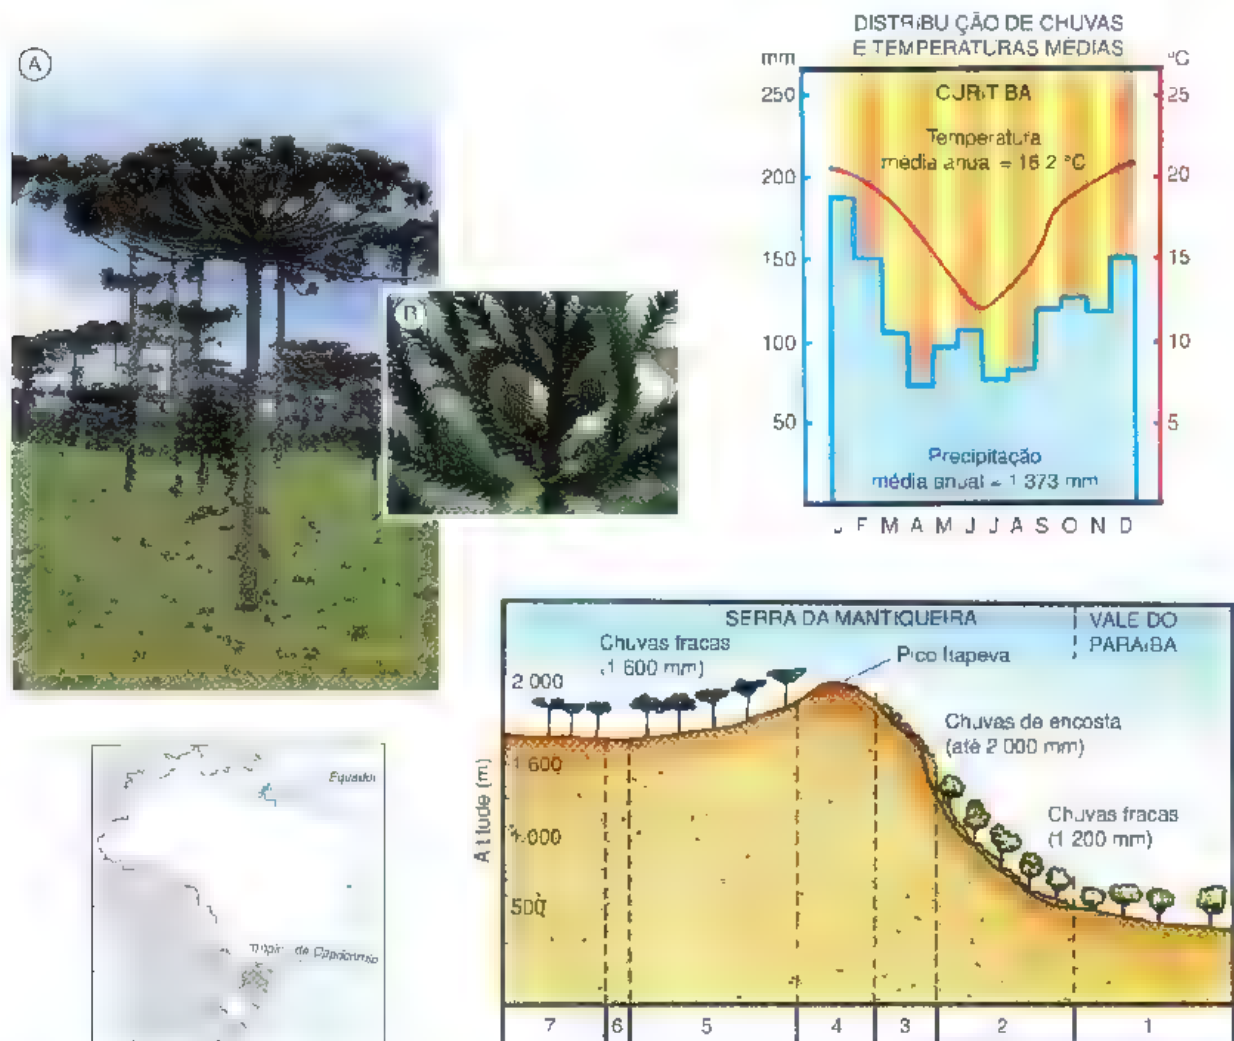 A
B
DISTRIBUIÇÃO DE CHUVAS
E TEMPERATURAS MÉDIAS
mm
°C
250
200
150
100
50
25
20
15
10
5
CURITIBA
Temperatura
média anual = 16,2 °C
Precipitação
média anual = 1 373 mm
J F M A M J J A S O N D
Equador
Trópico de Capricórnio
SERRA DA MANTIQUEIRA
VALE DO
PARAÍBA
Chuvas fracas
(1 600 mm)
Pico Itapeva
Chuvas de encosta
(até 2 000 mm)
Chuvas fracas
(1 200 mm)
Altitude (m)
2 000
1 600
1 000
500
7 6 5 4 3 2 1